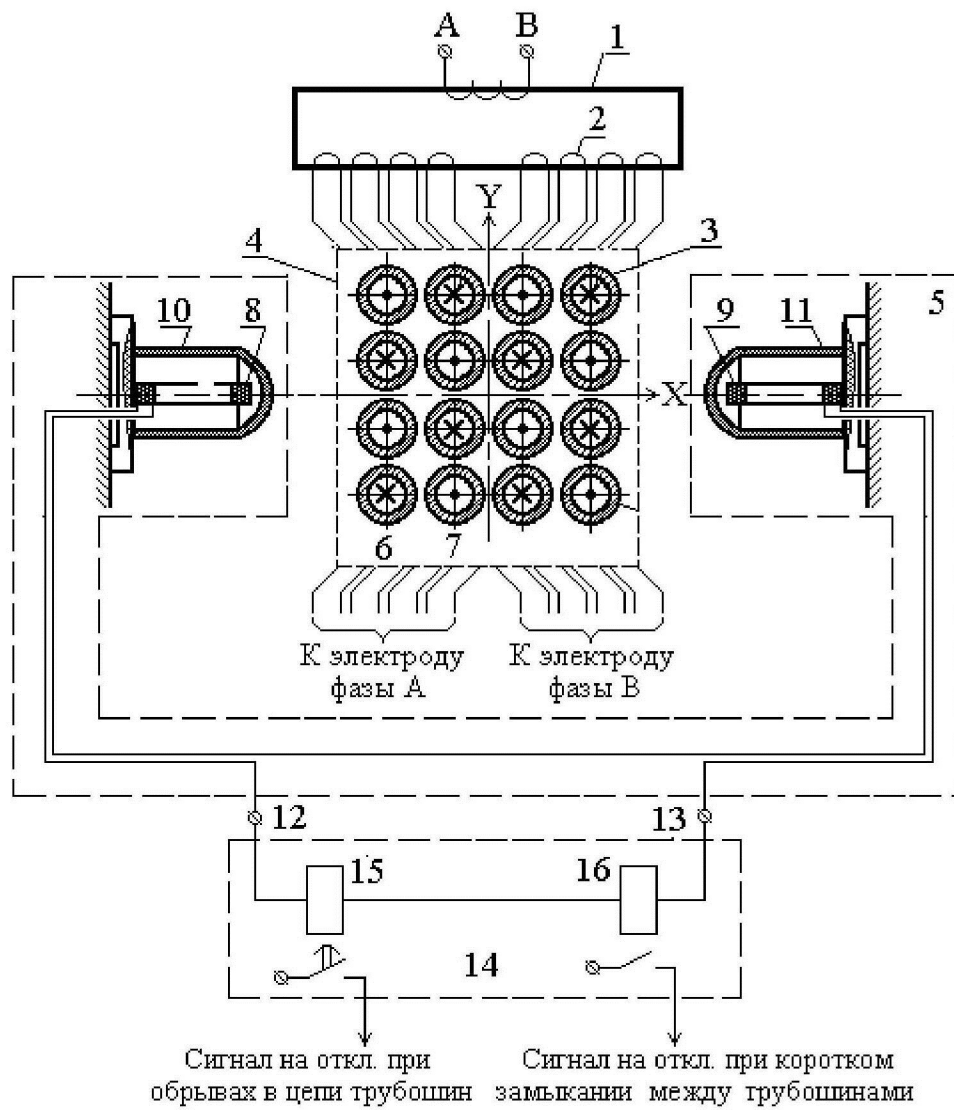 A B
1
2
Y
4 3
10 8 9 11 5
X
6 7
К электроду К электроду
фазы А фазы В
12 13
15 16
14
Сигнал на откл. при Сигнал на откл. при коротком
обрывах в цепи трубошин замыкании между трубошинами